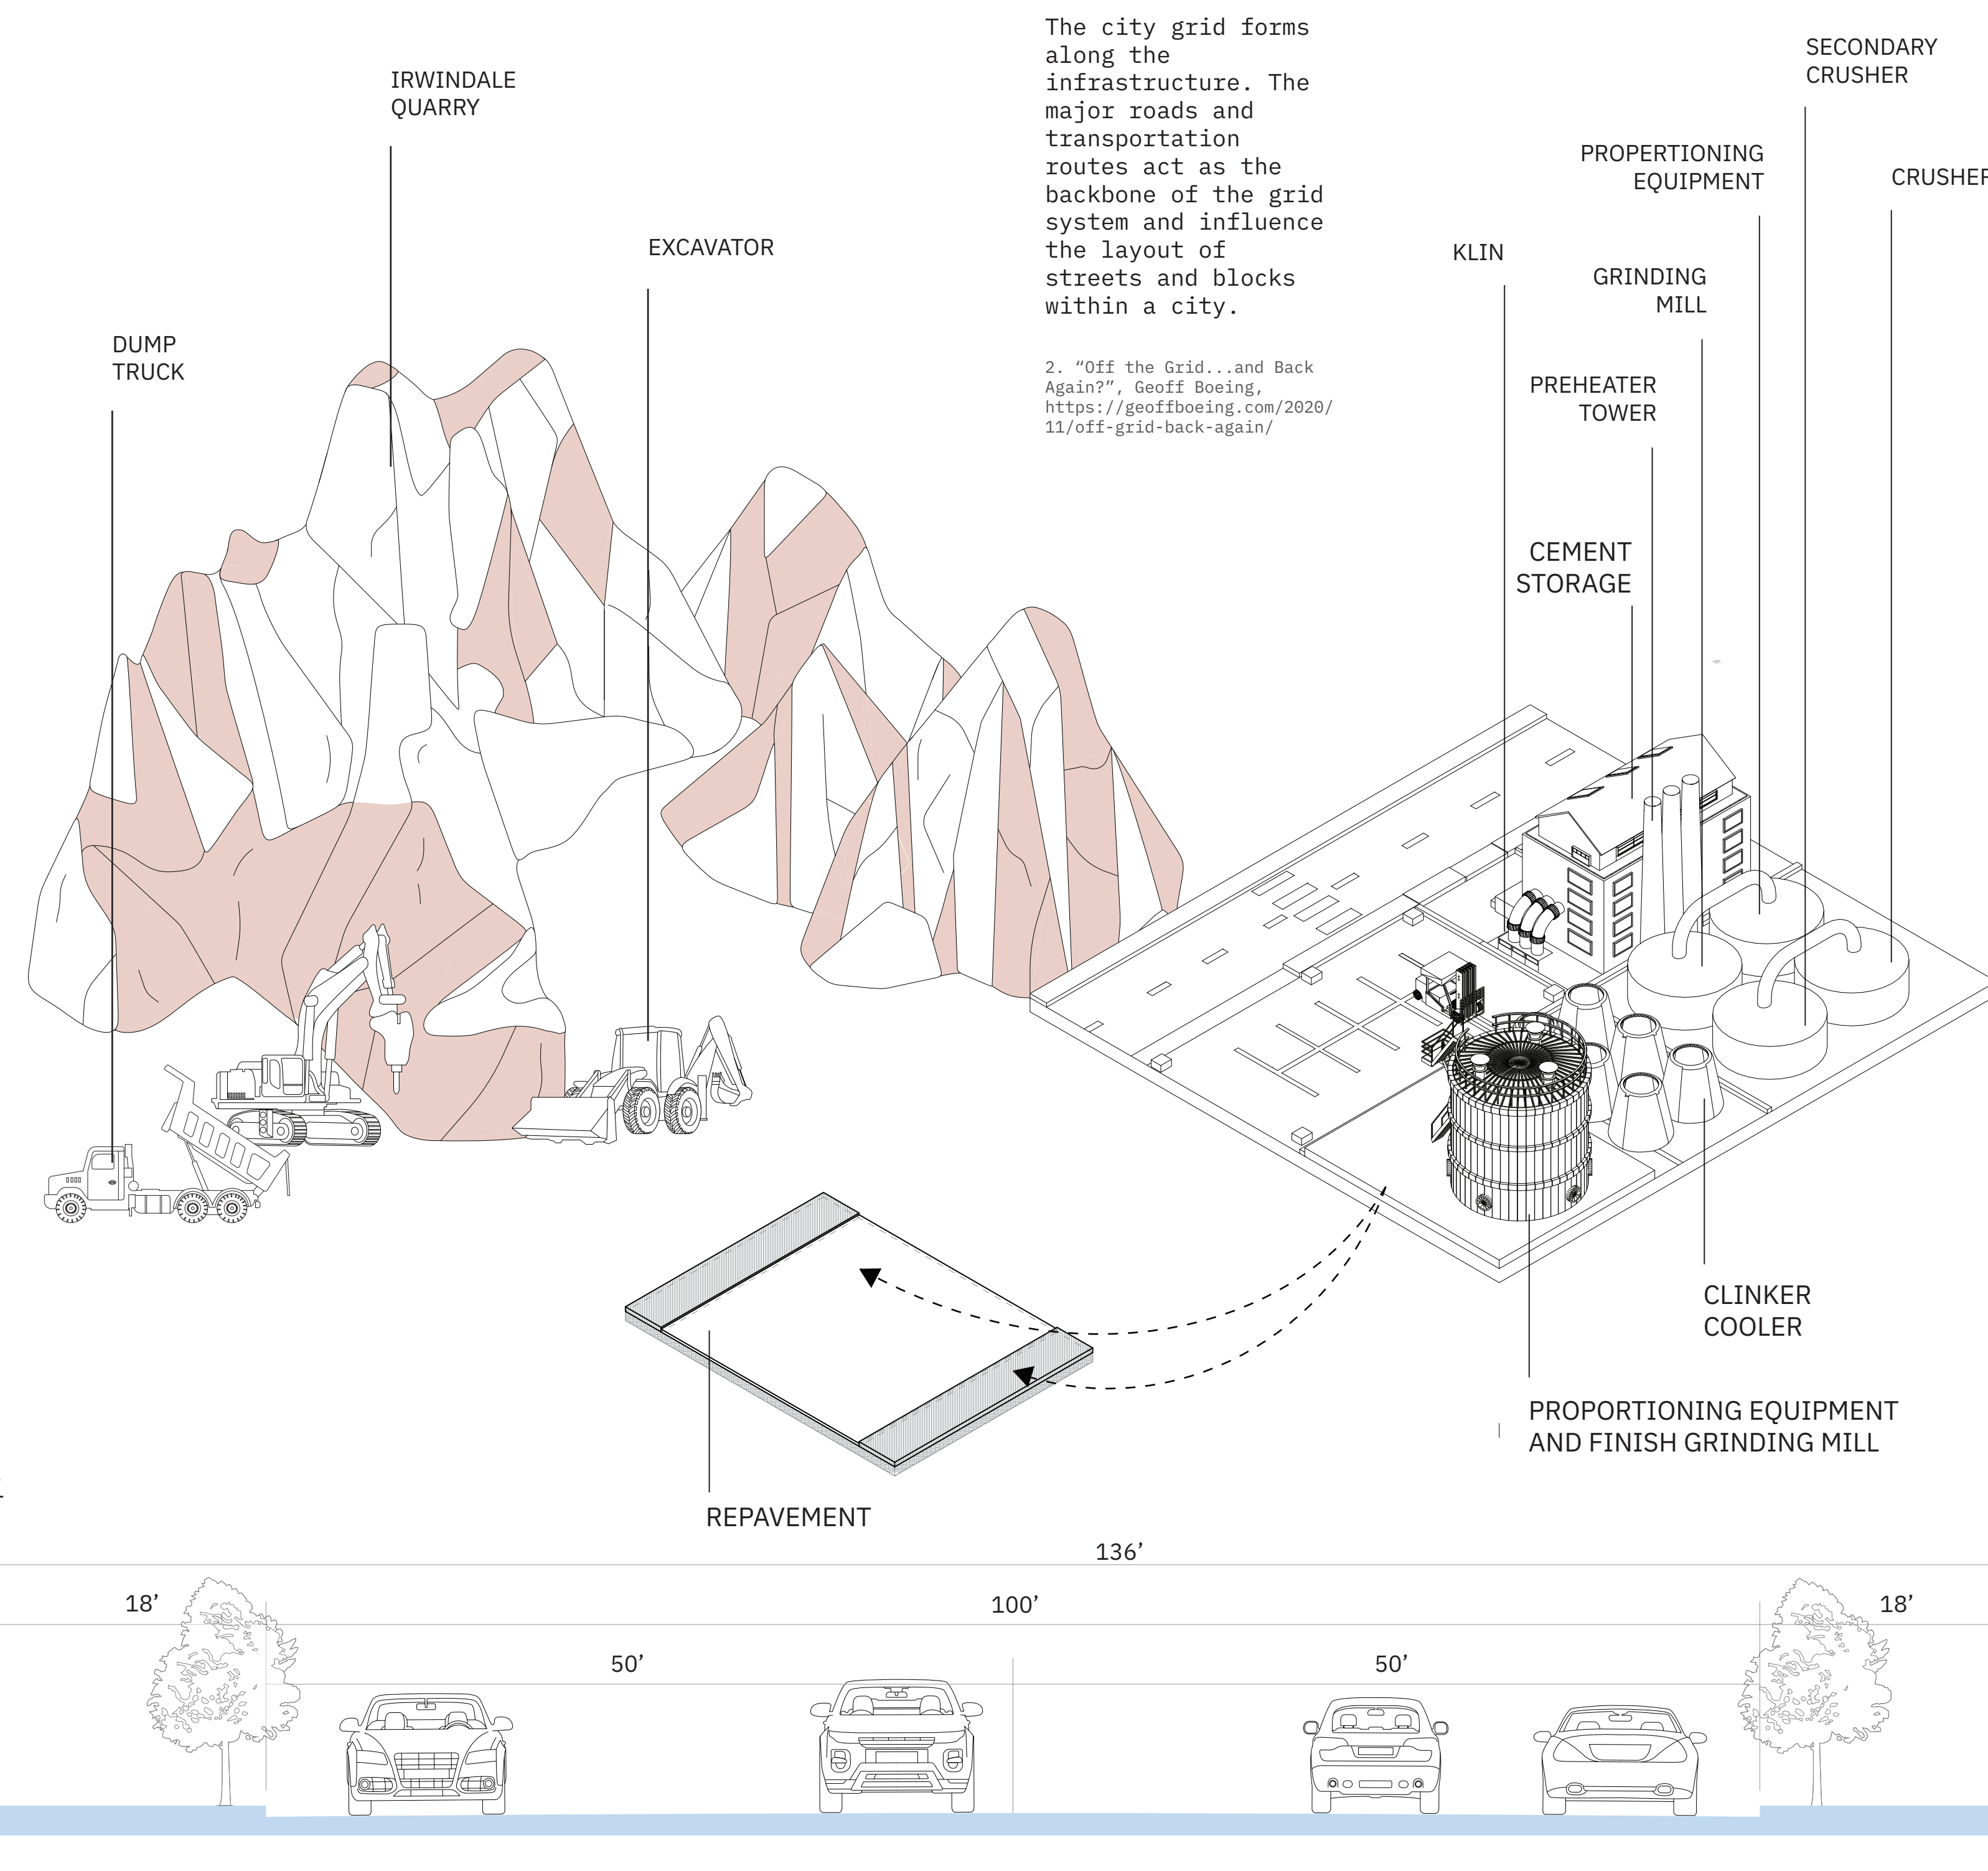 The city grid forms
along the
infrastructure. The
major roads and
transportation
routes act as the
backbone of the grid
system and influence
the layout of
streets and blocks
within a city.
2. “Off the Grid...and Back
Again?”, Geoff Boeing,
https://geoffboeing.com/2020/
11/off-grid-back-again/
IRWINDALE
QUARRY
EXCAVATOR
DUMP
TRUCK
SECONDARY
CRUSHER
PROPERTIONING
EQUIPMENT
CRUSHER
KLIN
GRINDING
MILL
PREHEATER
TOWER
CEMENT
STORAGE
CLINKER
COOLER
PROPORTIONING EQUIPMENT
AND FINISH GRINDING MILL
REPAVEMENT
136’
18’
100’
18’
50’
50’